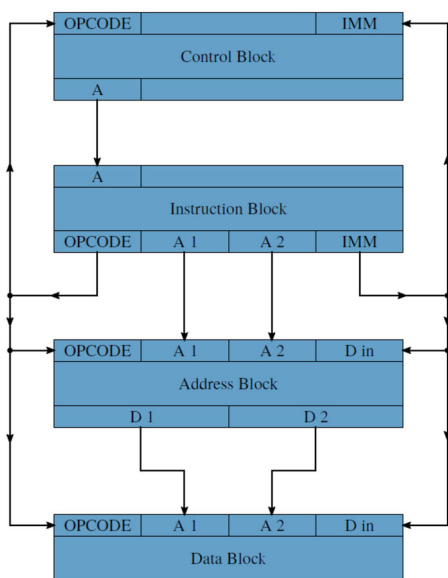 OPCODE IMM
Control Block
A
A
Instruction Block
OPCODE A 1 A 2 IMM
OPCODE A 1 A 2 D in
Address Block
D 1 D 2
OPCODE A 1 A 2 D in
Data Block